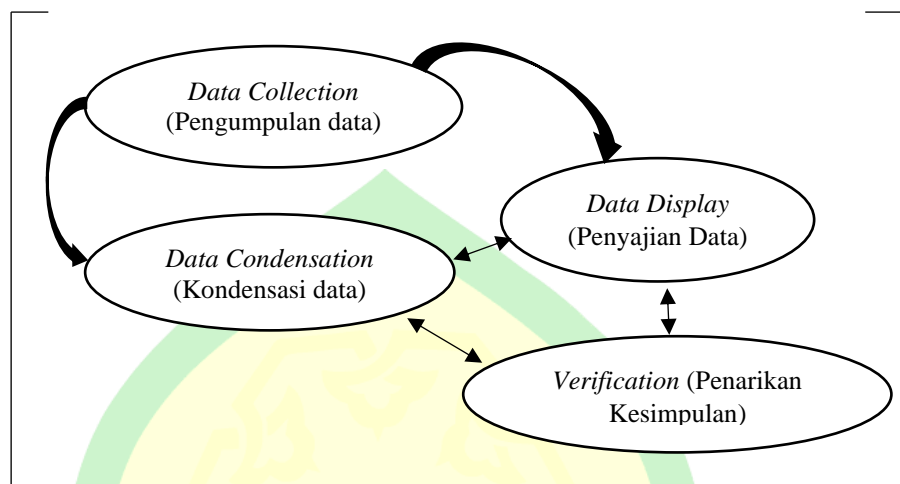 Data Collection
(Pengumpulan data)
Data Display
(Penyajian Data)
Data Condensation
(Kondensasi data)
Verification (Penarikan
Kesimpulan)